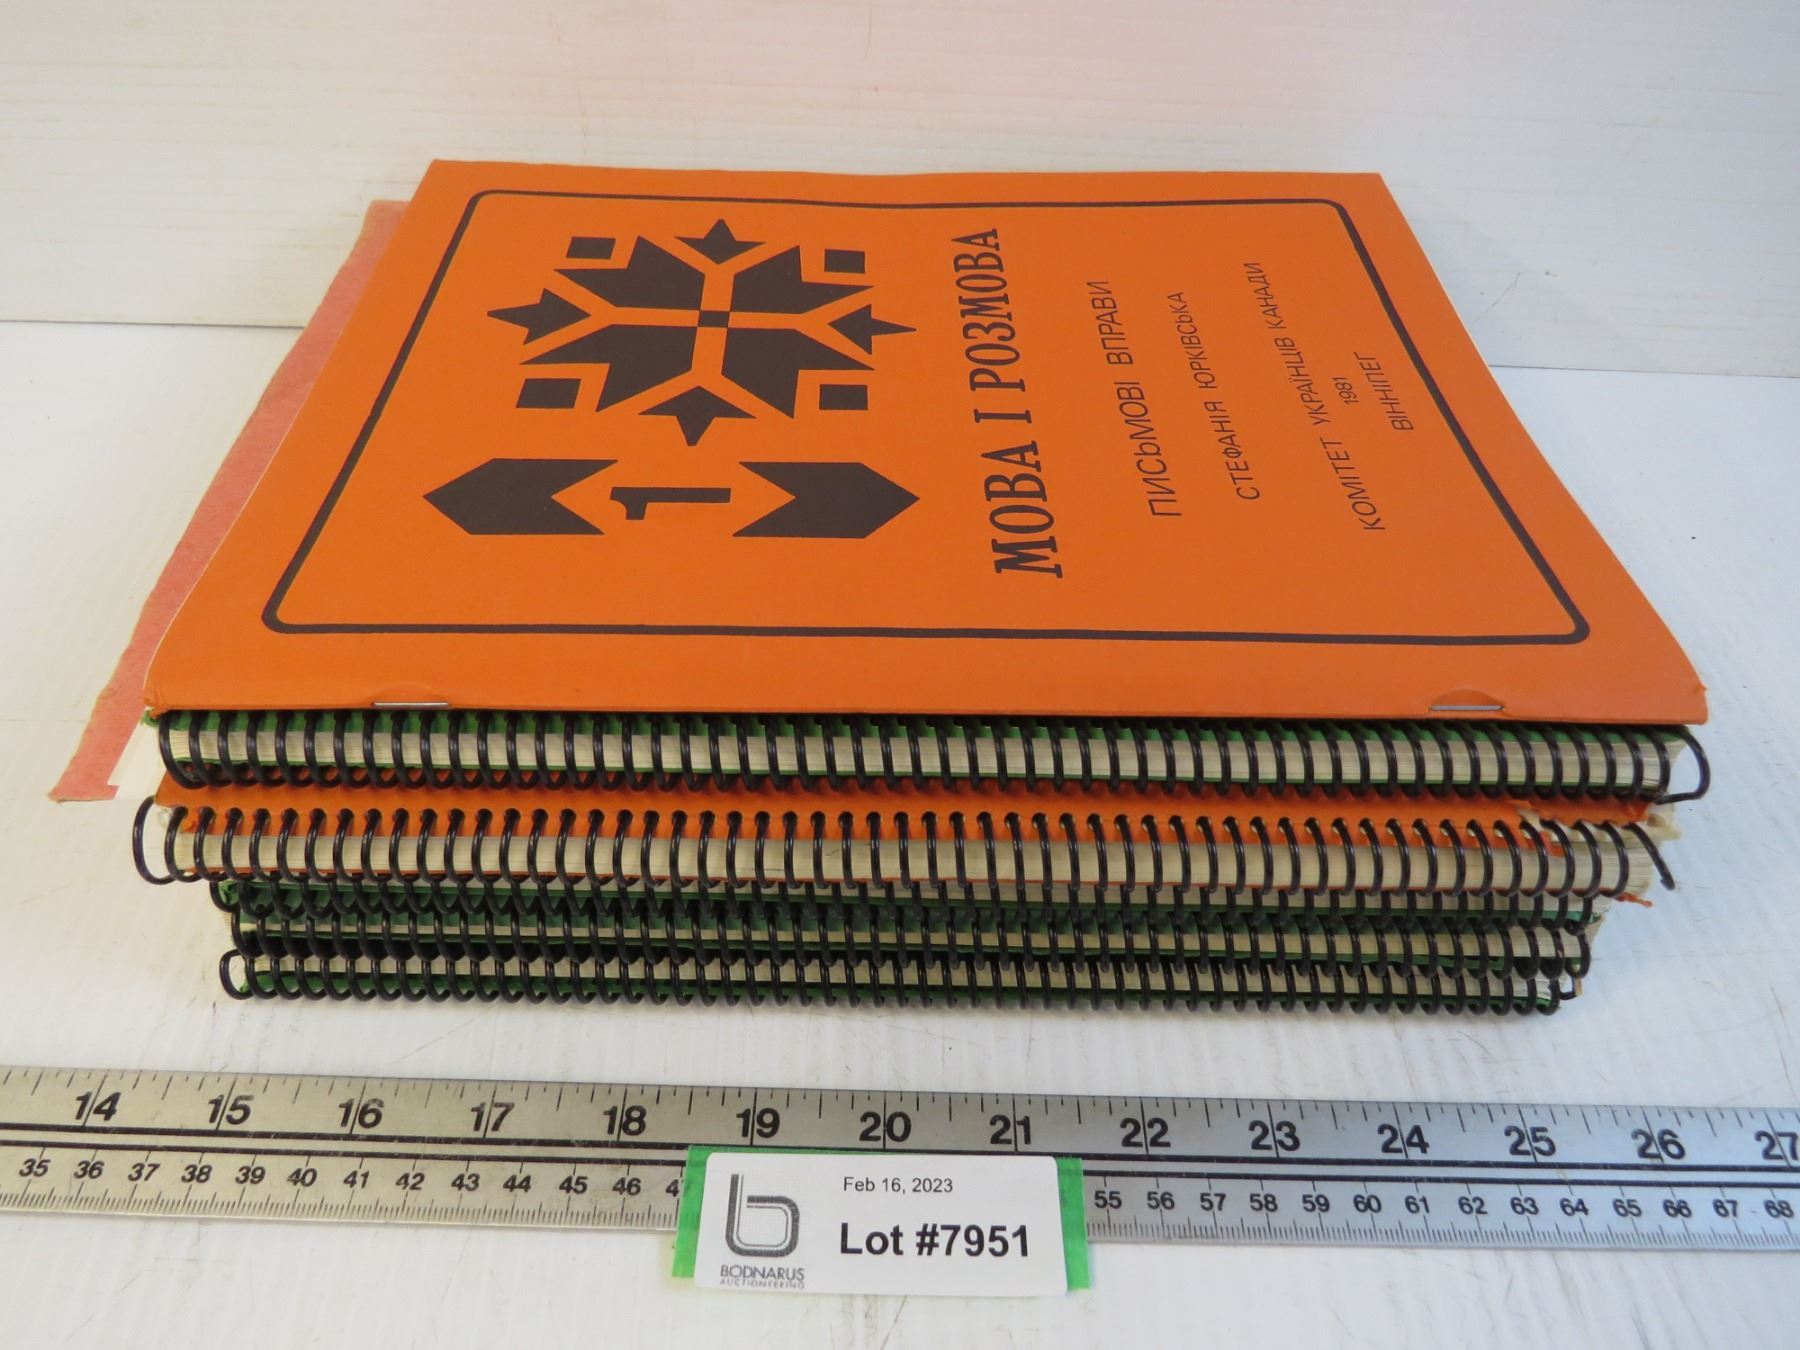 1
МОВА І РОЗМОВА
ПИСЬМОВІ ВПРАВИ
СТЕФАНІЯ ЮРКІВСЬКА
КОМІТЕТ УКРАЇНЦІВ КАНАДИ
1981
ВІННІПЕГ
14 15 16 17 18 19 20 21 22 23 24 25 26 27
35 36 37 38 39 40 41 42 43 44 45 46 4 55 56 57 58 59 60 61 62 63 64 65 66 67 68
Feb 16, 2023
Lot #7951
BODNARUS
AUCTIONEERING